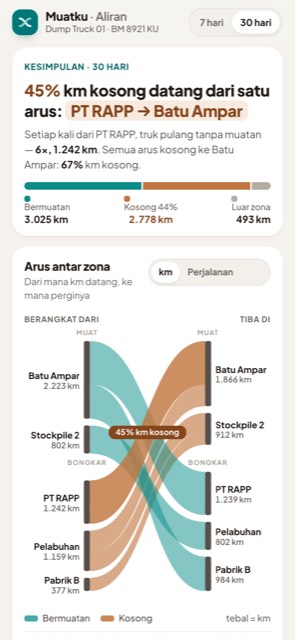 Muatku · Aliran
Dump Truck 01 · BM 8921 KU
7 hari
30 hari
KESIMPULAN · 30 HARI
45% km kosong datang dari satu
arus: PT RAPP → Batu Ampar
Setiap kali dari PT RAPP, truk pulang tanpa muatan
— 6×, 1.242 km. Semua arus kosong ke Batu
Ampar: 67% km kosong.
Bermuatan
3.025 km
Kosong 44%
2.778 km
Luar zona
493 km
Arus antar zona
Dari mana km datang, ke
mana perginya
km
Perjalanan
BERANGKAT DARI
TIBA DI
MUAT
MUAT
Batu Ampar
2.223 km
Batu Ampar
1.866 km
Stockpile 2
802 km
Stockpile 2
912 km
45% km kosong
BONGKAR
BONGKAR
PT RAPP
1.242 km
PT RAPP
1.239 km
Pelabuhan
1.159 km
Pelabuhan
802 km
Pabrik B
377 km
Pabrik B
984 km
Bermuatan
Kosong
tebal = km